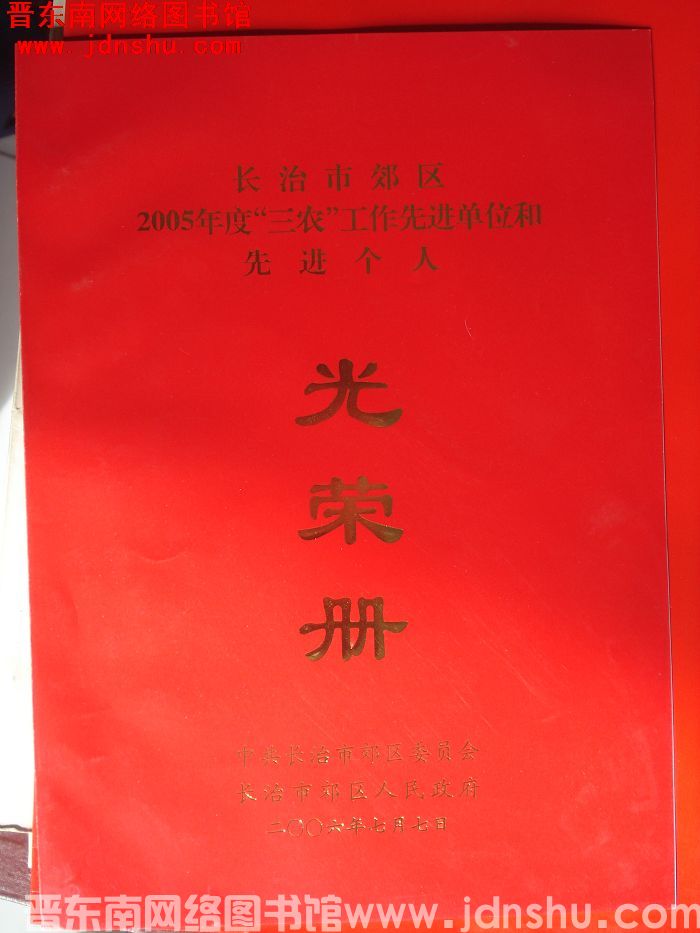 晋东南网络图书馆
www.jdnshu.com
长治市郊区
2005年度“三农”工作先进单位和
先进个人
光
荣
册
中共长治市郊区委员会
长治市郊区人民政府
二〇〇六年七月七日
晋东南网络图书馆www.jdnshu.com